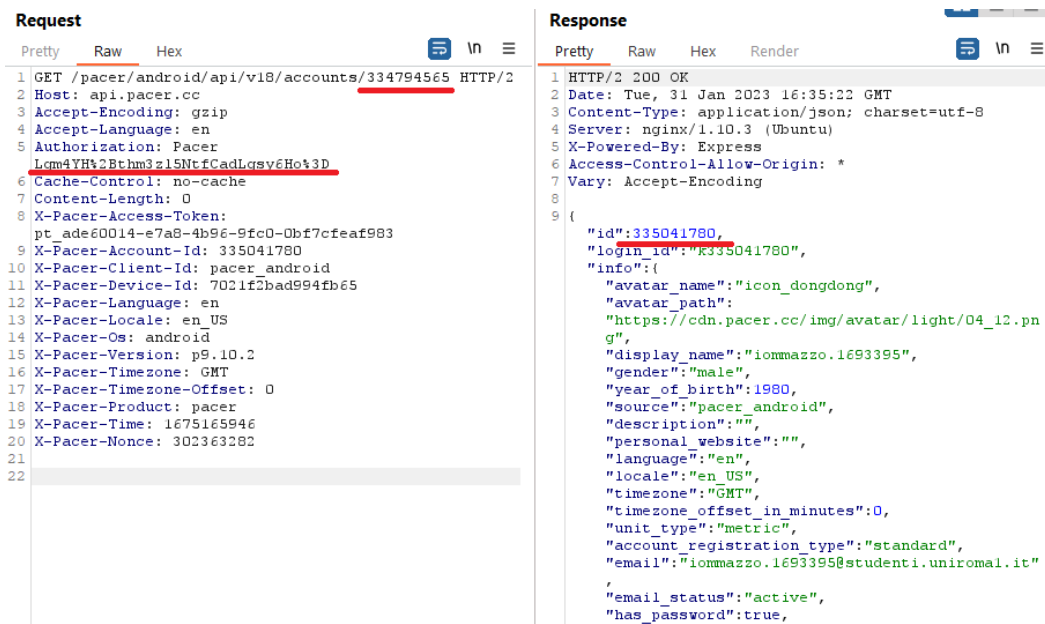 Request
Pretty Raw Hex \n
1 GET /pacer/android/api/v18/accounts/334794565 HTTP/2
2 Host: api.pacer.cc
3 Accept-Encoding: gzip
4 Accept-Language: en
5 Authorization: Pacer
Lqm4YH%2Bthm3zl5NtfCadLqsy6Ho%3D
6 Cache-Control: no-cache
7 Content-Length: 0
8 X-Pacer-Access-Token:
pt_ade60014-e7a8-4b96-9fc0-0bf7cfeaf983
9 X-Pacer-Account-Id: 335041780
10 X-Pacer-Client-Id: pacer_android
11 X-Pacer-Device-Id: 7021f2bad994fb65
12 X-Pacer-Language: en
13 X-Pacer-Locale: en_US
14 X-Pacer-Os: android
15 X-Pacer-Version: p9.10.2
16 X-Pacer-Timezone: GMT
17 X-Pacer-Timezone-Offset: 0
18 X-Pacer-Product: pacer
19 X-Pacer-Time: 1675165946
20 X-Pacer-Nonce: 302363282
21
22
Response
Pretty Raw Hex Render \n
1 HTTP/2 200 OK
2 Date: Tue, 31 Jan 2023 16:35:22 GMT
3 Content-Type: application/json; charset=utf-8
4 Server: nginx/1.10.3 (Ubuntu)
5 X-Powered-By: Express
6 Access-Control-Allow-Origin: *
7 Vary: Accept-Encoding
8
9 {
"id":335041780,
"login_id":"k335041780",
"info":{
"avatar_name":"icon_dongdong",
"avatar_path":
"https://cdn.pacer.cc/img/avatar/light/04_12.pn
g",
"display_name":"iommazzo.1693395",
"gender":"male",
"year_of_birth":1980,
"source":"pacer_android",
"description":"",
"personal_website":"",
"language":"en",
"locale":"en_US",
"timezone":"GMT",
"timezone_offset_in_minutes":0,
"unit_type":"metric",
"account_registration_type":"standard",
"email":"iommazzo.1693395@studenti.uniroma1.it"
,
"email_status":"active",
"has_password":true,